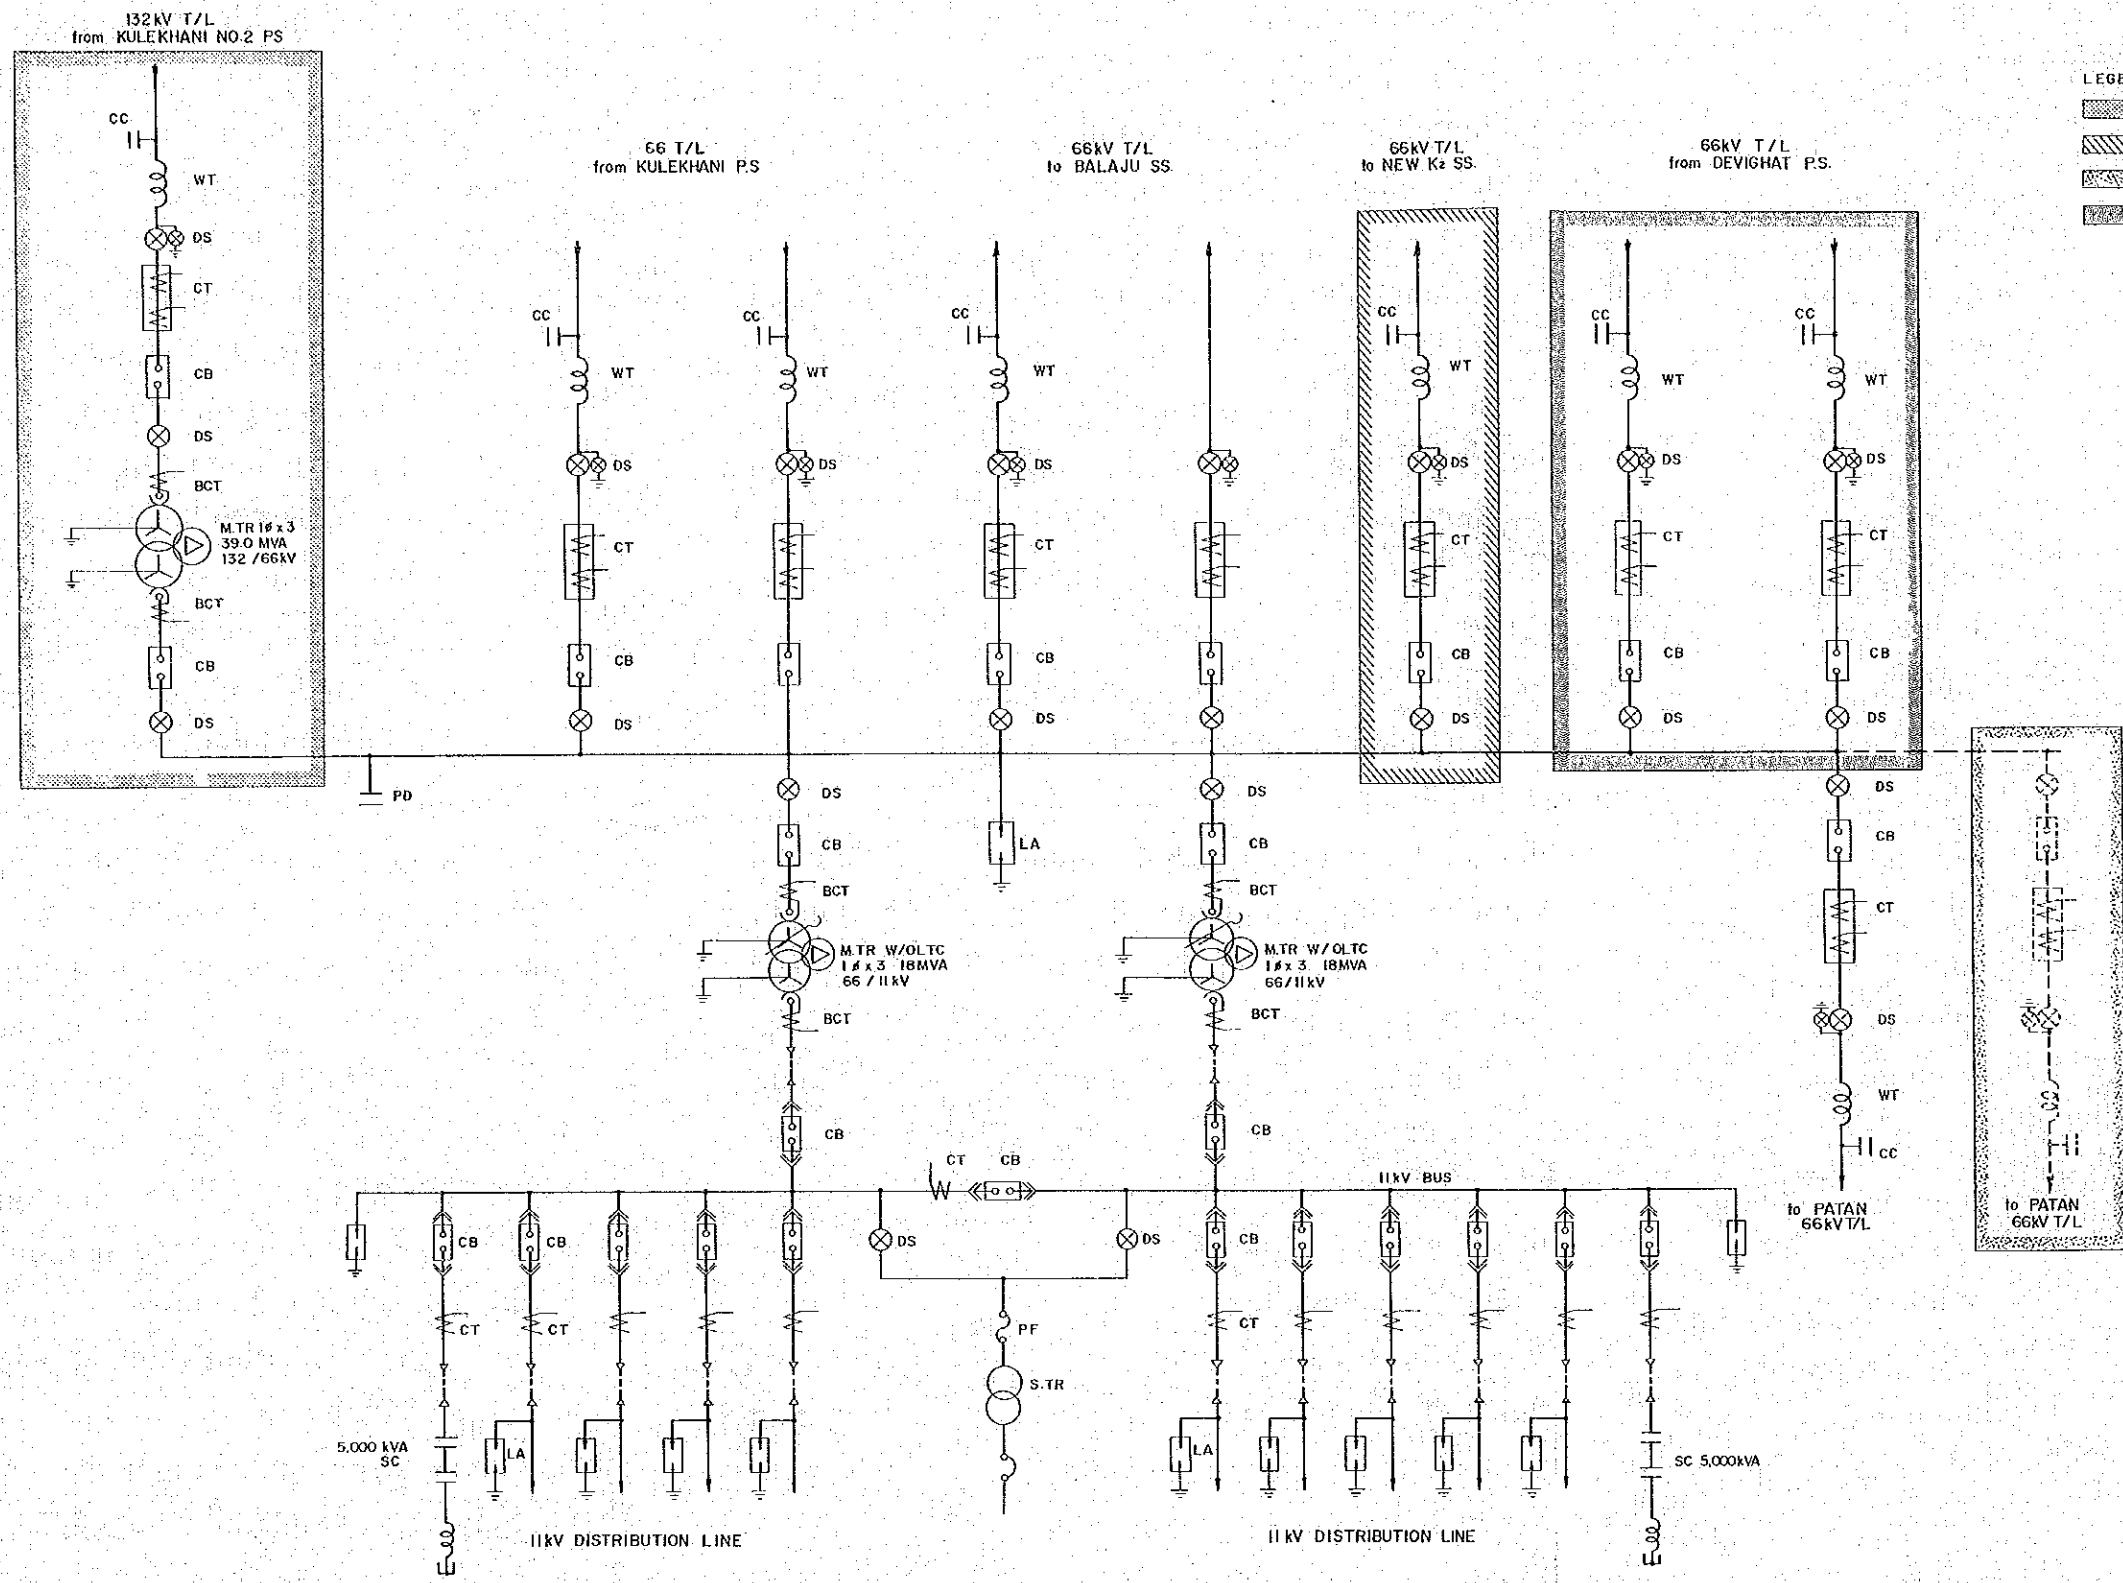 132kV T/L
from KULEKHANI NO.2 PS
LEGE
66 T/L
from KULEKHANI P.S
66kV T/L
to BALAJU SS.
66kV T/L
to NEW K2 SS.
66kV T/L
from DEVIGHAT P.S.
CC
WT
DS
CT
CB
DS
BCT
M.TR 1ø x 3
39.0 MVA
132 /66kV
BCT
CB
DS
CC
WT
DS
CT
CB
DS
CC
WT
DS
CC
WT
DS
CT
CB
DS
CC
WT
DS
CT
CB
DS
CC
WT
DS
CT
CB
DS
CC
WT
DS
CT
CB
DS
PD
DS
CB
BCT
M.TR W/OLTC
1ø x 3 18MVA
66 / 11kV
BCT
CB
LA
DS
CB
BCT
M.TR W/OLTC
1ø x 3 18MVA
66/11kV
BCT
CB
DS
CB
CT
DS
WT
CC
to PATAN
66kV T/L
to PATAN
66kV T/L
CT CB
11kV BUS
CB
CB
DS
DS
CB
CT
CT
PF
CT
S.TR
5,000 kVA
SC
LA
LA
SC 5,000kVA
11kV DISTRIBUTION LINE
11kV DISTRIBUTION LINE